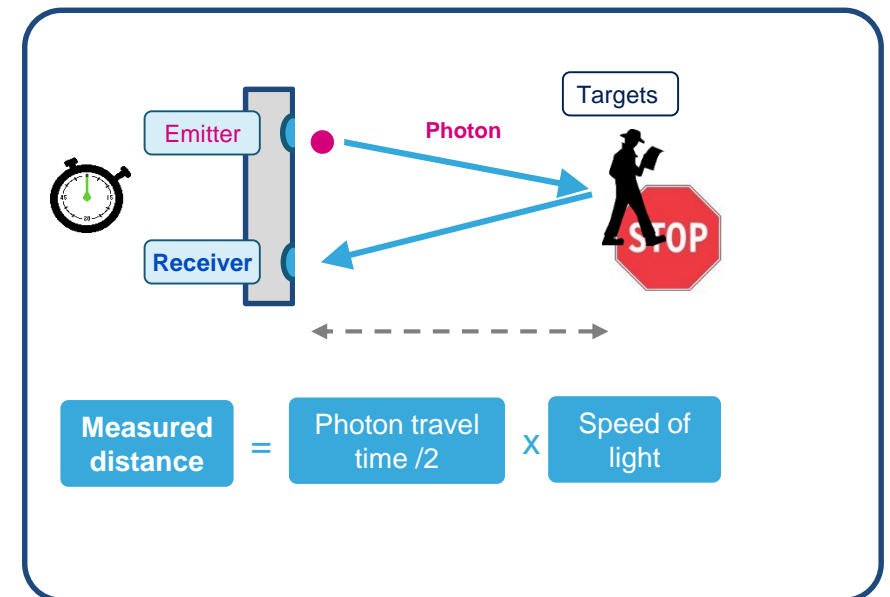 Targets
Emitter
Photon
Receiver
STOP
Measured
distance
=
Photon travel
time /2
x
Speed of
light